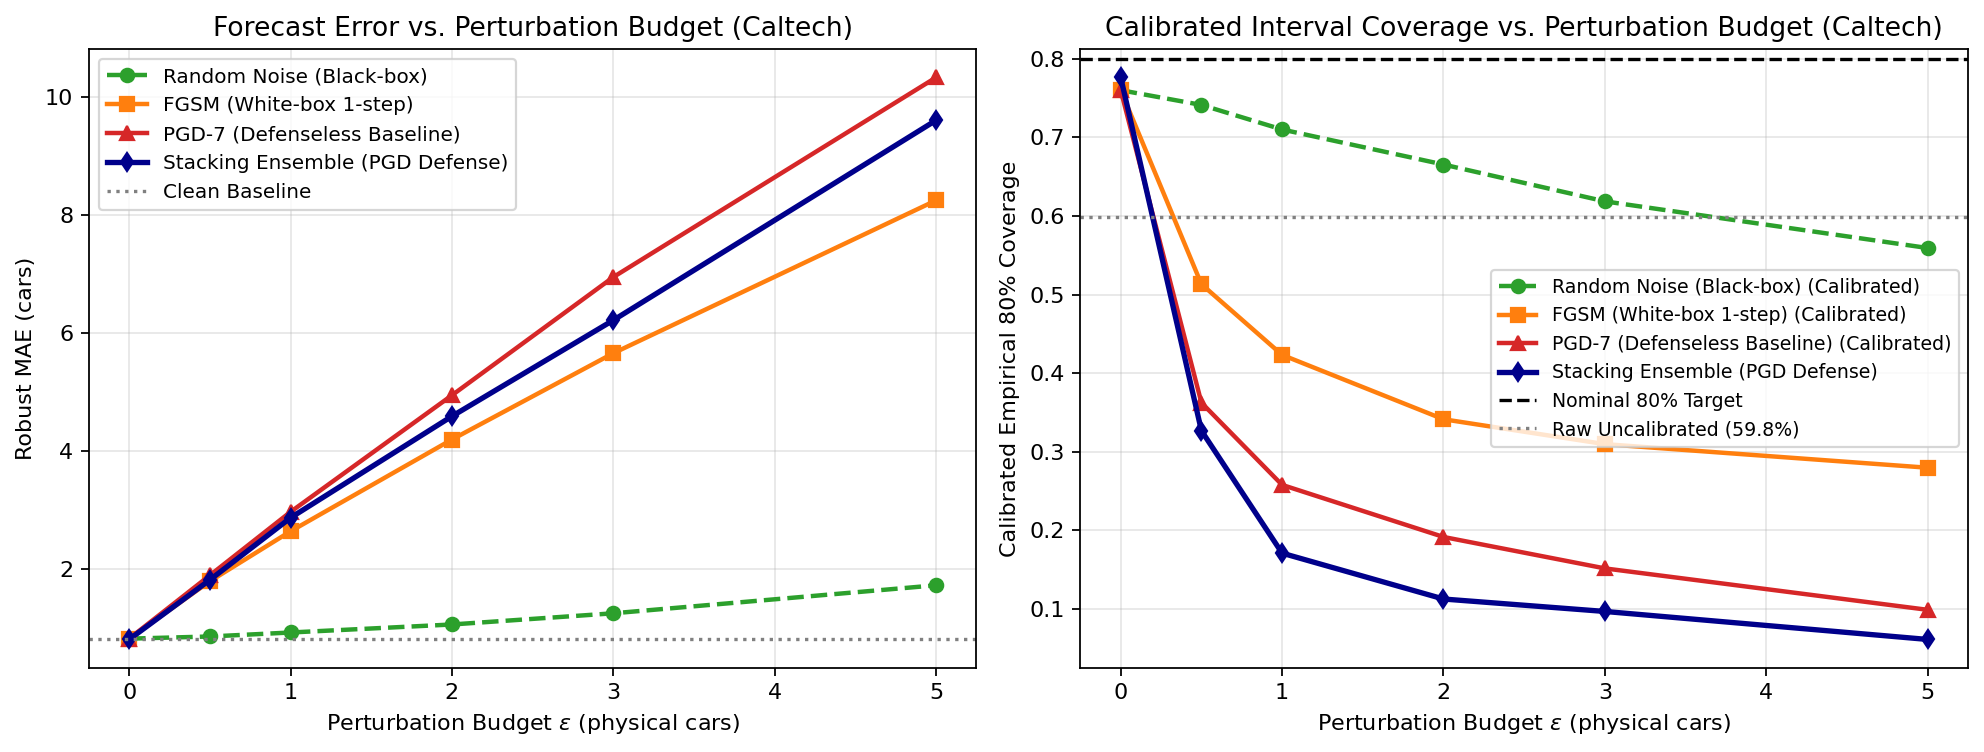 Forecast Error vs. Perturbation Budget (Caltech)
Robust MAE (cars)
10
8
6
4
2
Random Noise (Black-box)
FGSM (White-box 1-step)
PGD-7 (Defenseless Baseline)
Stacking Ensemble (PGD Defense)
Clean Baseline
0 1 2 3 4 5
Perturbation Budget ε (physical cars)
Calibrated Interval Coverage vs. Perturbation Budget (Caltech)
Calibrated Empirical 80% Coverage
0.8
0.7
0.6
0.5
0.4
0.3
0.2
0.1
Random Noise (Black-box) (Calibrated)
FGSM (White-box 1-step) (Calibrated)
PGD-7 (Defenseless Baseline) (Calibrated)
Stacking Ensemble (PGD Defense)
Nominal 80% Target
Raw Uncalibrated (59.8%)
0 1 2 3 4 5
Perturbation Budget ε (physical cars)